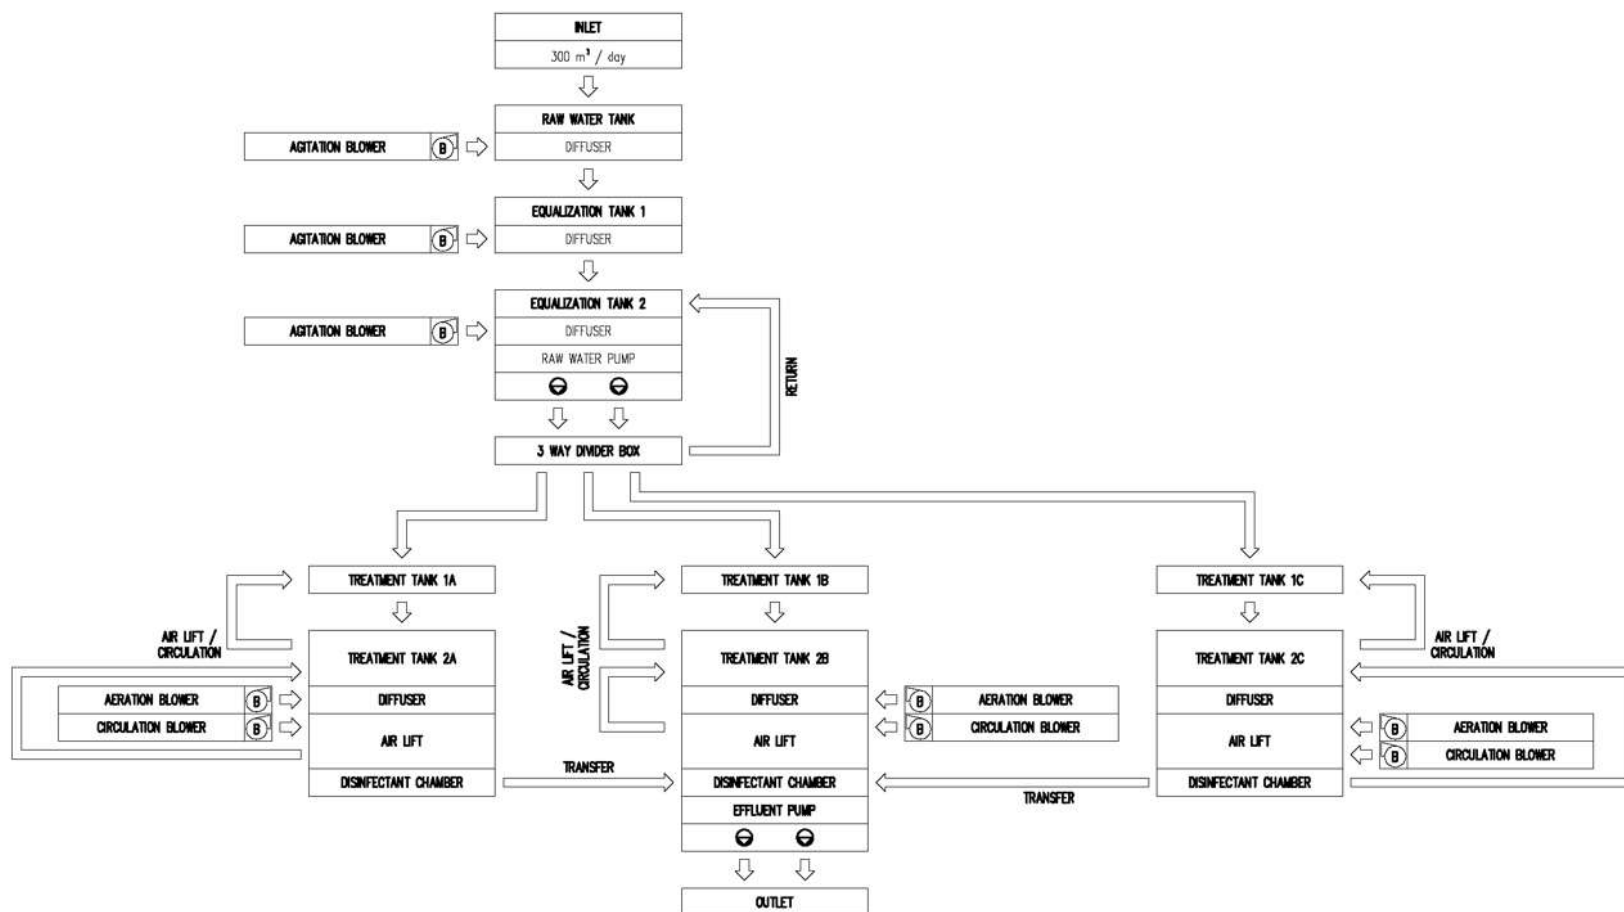 INLET
300 m³ / day
RAW WATER TANK
AGITATION BLOWER B
DIFFUSER
EQUALIZATION TANK 1
AGITATION BLOWER B
DIFFUSER
EQUALIZATION TANK 2
AGITATION BLOWER B
DIFFUSER
RAW WATER PUMP
RETURN
3 WAY DIVIDER BOX
TREATMENT TANK 1A
TREATMENT TANK 1B
TREATMENT TANK 1C
AIR LIFT /
CIRCULATION
TREATMENT TANK 2A
AERATION BLOWER B
DIFFUSER
CIRCULATION BLOWER B
AIR LIFT
DISINFECTANT CHAMBER
TRANSFER
AIR LIFT /
CIRCULATION
TREATMENT TANK 2B
DIFFUSER
B AERATION BLOWER
B CIRCULATION BLOWER
AIR LIFT
DISINFECTANT CHAMBER
EFFLUENT PUMP
TRANSFER
AIR LIFT /
CIRCULATION
TREATMENT TANK 2C
DIFFUSER
B AERATION BLOWER
AIR LIFT
B CIRCULATION BLOWER
DISINFECTANT CHAMBER
OUTLET